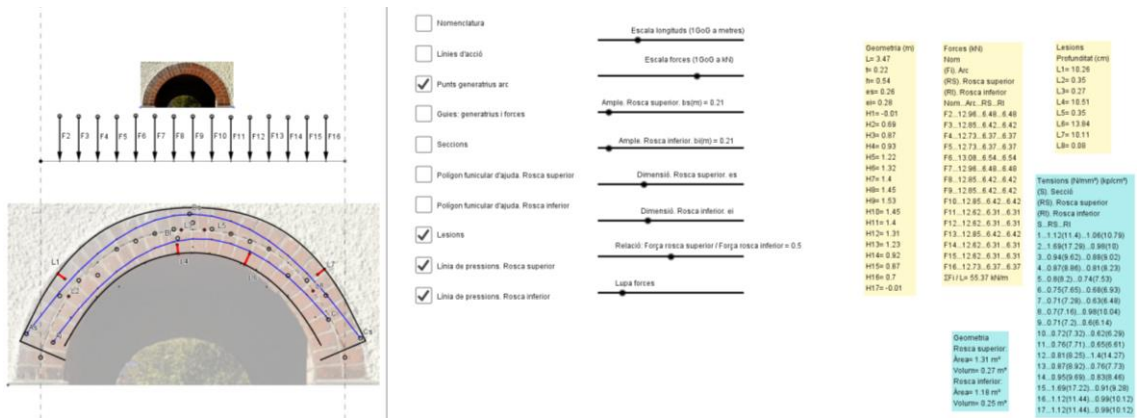 F2 F3 F4 F5 F6 F7 F8 F9 F10 F11 F12 F13 F14 F15 F16
L1
L4
L5
L7
Nomenclatura
Línies d'acció
Punts generatrius arc
Guies: generatrius i forces
Seccions
Polígon funicular d'ajuda. Rosca superior
Polígon funicular d'ajuda. Rosca inferior
Lesions
Línia de pressions. Rosca superior
Línia de pressions. Rosca inferior
Escala longituds (1GoG a metres)
Escala forces (1GoG a kN)
Ample. Rosca superior. bs(m) = 0.21
Ample. Rosca inferior. bi(m) = 0.21
Dimensió. Rosca superior. es
Dimensió. Rosca inferior. ei
Relació: Força rosca superior / Força rosca inferior = 0.5
Lupa forces
Geometria (m)
L= 3.47
f= 0.22
fi= 0.54
es= 0.26
ei= 0.28
H1= -0.01
H2= 0.69
H3= 0.87
H4= 0.93
H5= 1.22
H6= 1.32
H7= 1.4
H8= 1.45
H9= 1.53
H10= 1.45
H11= 1.4
H12= 1.31
H13= 1.23
H14= 0.92
H15= 0.87
H16= 0.7
H17= -0.01
Forces (kN)
Nom
(Fi). Arc
(RS). Rosca superior
(RI). Rosca inferior
Nom...Arc...RS...RI
F2...12.96...6.48...6.48
F3...12.85...6.42...6.42
F4...12.73...6.37...6.37
F5...12.73...6.37...6.37
F6...13.08...6.54...6.54
F7...12.96...6.48...6.48
F8...12.85...6.42...6.42
F9...12.85...6.42...6.42
F10...12.85...6.42...6.42
F11...12.62...6.31...6.31
F12...12.62...6.31...6.31
F13...12.85...6.42...6.42
F14...12.62...6.31...6.31
F15...12.62...6.31...6.31
F16...12.73...6.37...6.37
ΣFi / L= 55.37 kN/m
Lesions
Profunditat (cm)
L1= 10.26
L2= 0.35
L3= 0.27
L4= 10.51
L5= 0.35
L6= 13.84
L7= 10.11
L8= 0.08
Geometria
Rosca superior:
Àrea= 1.31 m²
Volum= 0.27 m³
Rosca inferior:
Àrea= 1.18 m²
Volum= 0.25 m³
Tensions (N/mm²) (kp/cm²)
(S). Secció
(RS). Rosca superior
(RI). Rosca inferior
S...RS...RI
1...1.12(11.4)...1.06(10.79)
2...1.69(17.29)...0.98(10)
3...0.94(9.62)...0.88(9.02)
4...0.87(8.86)...0.81(8.23)
5...0.8(8.2)...0.74(7.53)
6...0.75(7.65)...0.68(6.93)
7...0.71(7.28)...0.63(6.48)
8...0.7(7.16)...0.98(10.04)
9...0.71(7.2)...0.6(6.14)
10...0.72(7.32)...0.62(6.29)
11...0.76(7.71)...0.65(6.61)
12...0.81(8.25)...1.4(14.27)
13...0.87(8.92)...0.76(7.73)
14...0.95(9.69)...0.83(8.46)
15...1.69(17.22)...0.91(9.28)
16...1.12(11.44)...0.99(10.12)
17...1.12(11.44)...0.99(10.12)